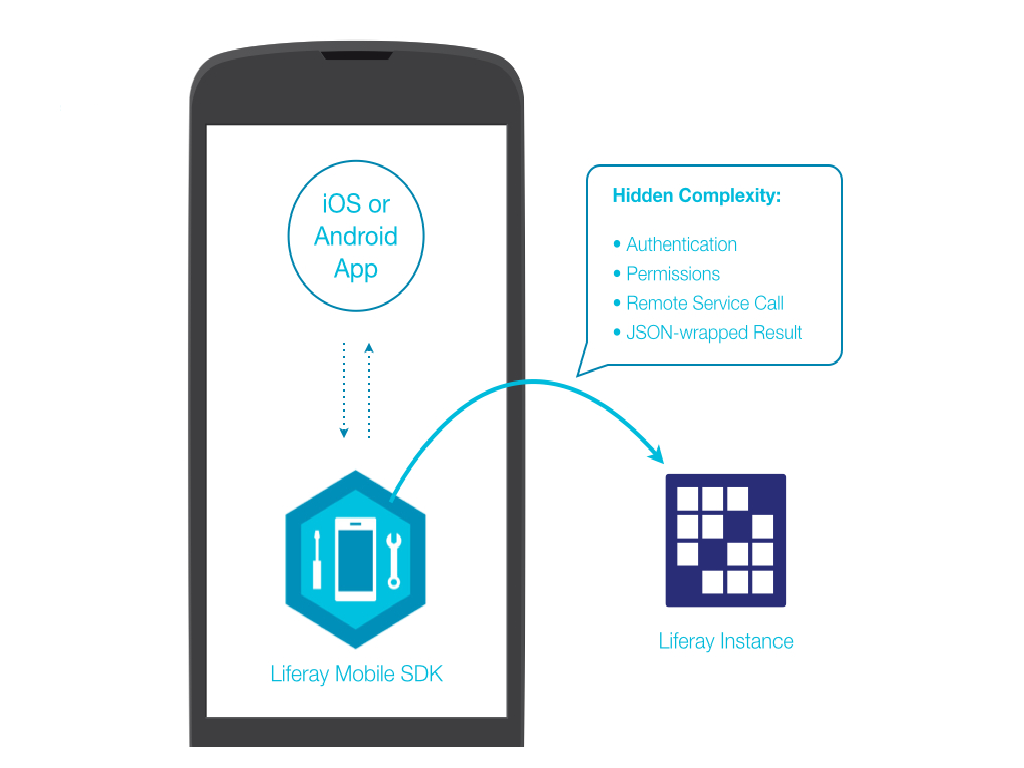 iOS or
Android
App
Hidden Complexity:
• Authentication
• Permissions
• Remote Service Call
• JSON-wrapped Result
Liferay Mobile SDK
Liferay Instance